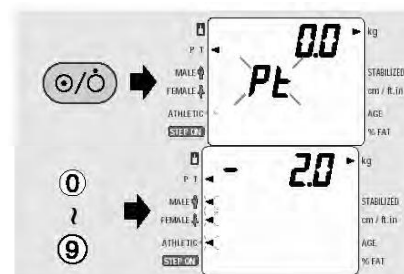 0.0 kg
P T
Pt
MALE STABILIZED
FEMALE cm / ft.in
ATHLETIC AGE
STEP ON % FAT
- 2.0 kg
P T
0
~
9
MALE STABILIZED
FEMALE cm / ft.in
ATHLETIC AGE
STEP ON % FAT